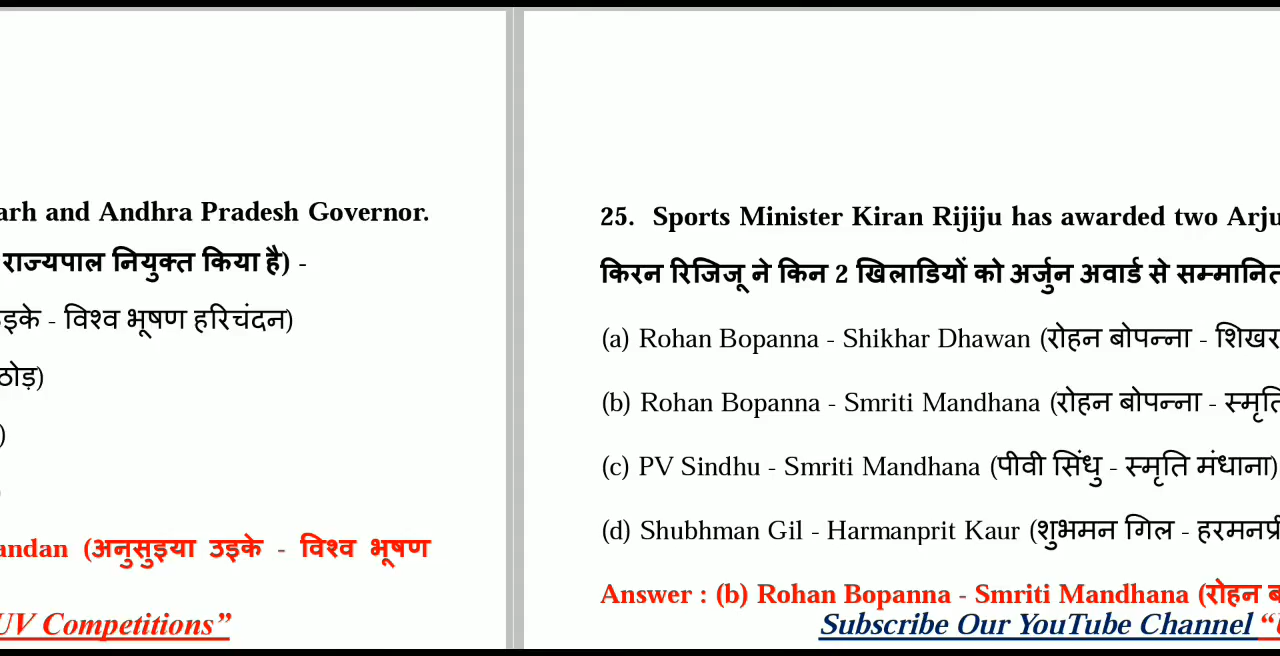 arh and Andhra Pradesh Governor.
राज्यपाल नियुक्त किया है) -
इके - विश्व भूषण हरिचंदन)
ठोड़)
)
andan (अनुसुइया उइके - विश्व भूषण
UV Competitions”
25. Sports Minister Kiran Rijiju has awarded two Arju
किरन रिजिजू ने किन 2 खिलाडियों को अर्जुन अवार्ड से सम्मानित
(a) Rohan Bopanna - Shikhar Dhawan (रोहन बोपन्ना - शिखर
(b) Rohan Bopanna - Smriti Mandhana (रोहन बोपन्ना - स्मृति
(c) PV Sindhu - Smriti Mandhana (पीवी सिंधु - स्मृति मंधाना)
(d) Shubhman Gil - Harmanprit Kaur (शुभमन गिल - हरमनप्री
Answer : (b) Rohan Bopanna - Smriti Mandhana (रोहन ब
Subscribe Our YouTube Channel “U